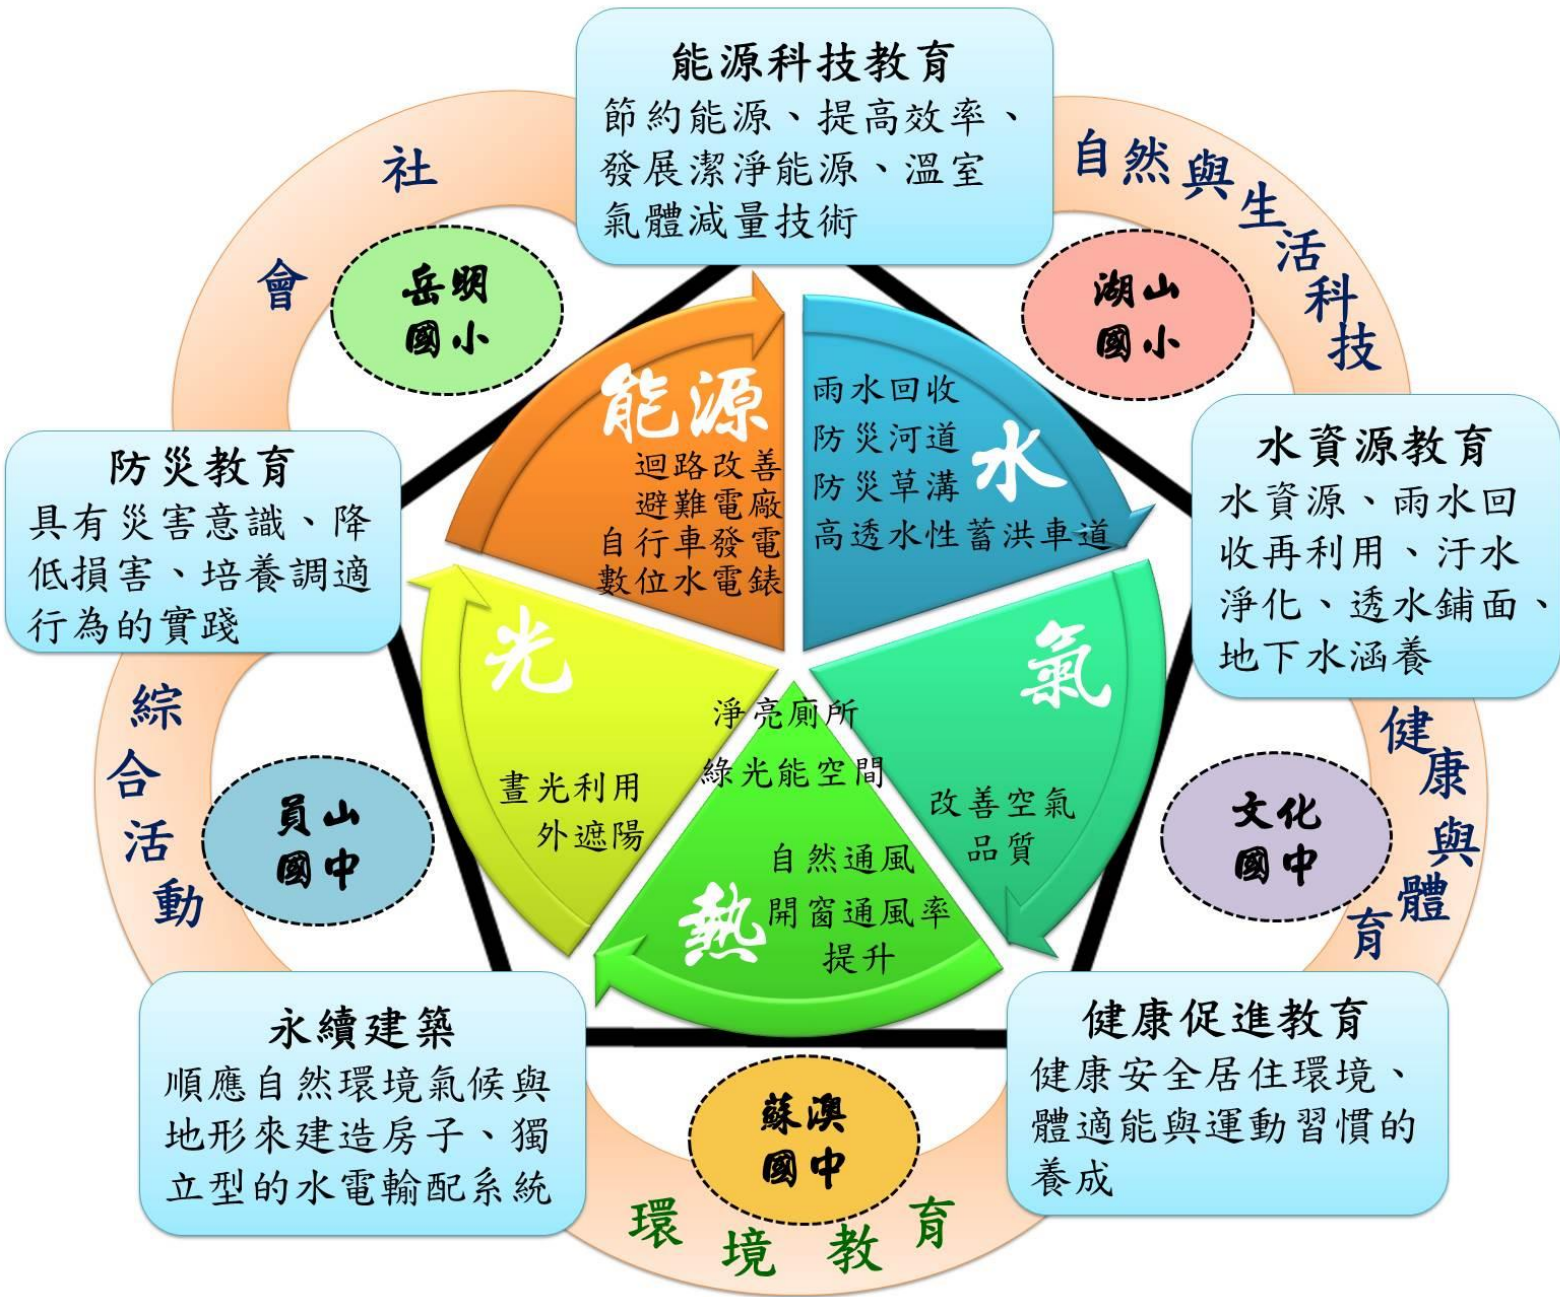 能源科技教育
節約能源、提高效率、
發展潔淨能源、溫室
氣體減量技術
社會
自然與生活科技
岳明
國小
湖山
國小
能源
迴路改善
避難電廠
自行車發電
數位水電錶
水
雨水回收
防災河道
防災草溝
高透水性蓄洪車道
防災教育
具有災害意識、降
低損害、培養調適
行為的實踐
水資源教育
水資源、雨水回
收再利用、汙水
淨化、透水鋪面、
地下水涵養
光
晝光利用
外遮陽
淨亮廁所
綠光能空間
氣
改善空氣
品質
熱
自然通風
開窗通風率
提升
綜合活動
員山
國中
文化
國中
健康與體育
永續建築
順應自然環境氣候與
地形來建造房子、獨
立型的水電輸配系統
蘇澳
國中
健康促進教育
健康安全居住環境、
體適能與運動習慣的
養成
環境教育